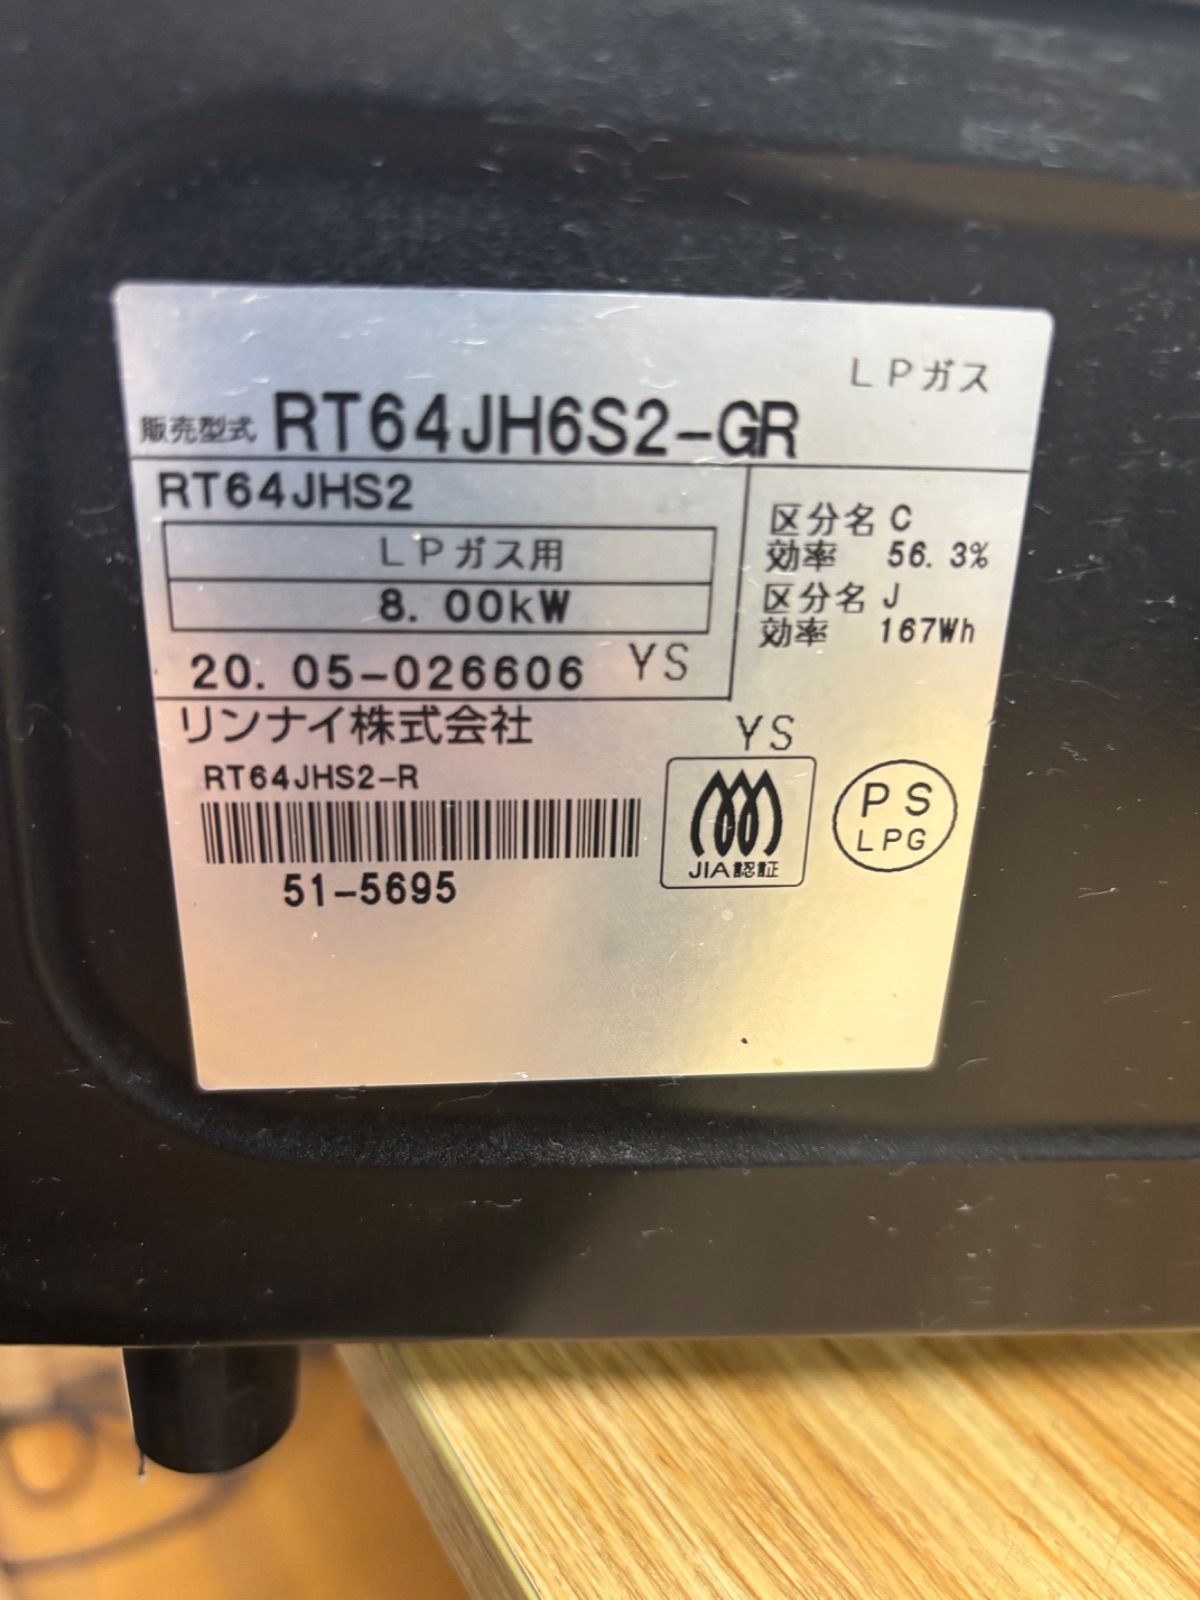 LPガス
販売型式 RT64JH6S2-GR
RT64JHS2
LPガス用
8.00kW
20.05-026606 YS
区分名 C
効率 56.3%
区分名 J
効率 167Wh
リンナイ株式会社
RT64JHS2-R
51-5695
YS
JIA認証
PS
LPG